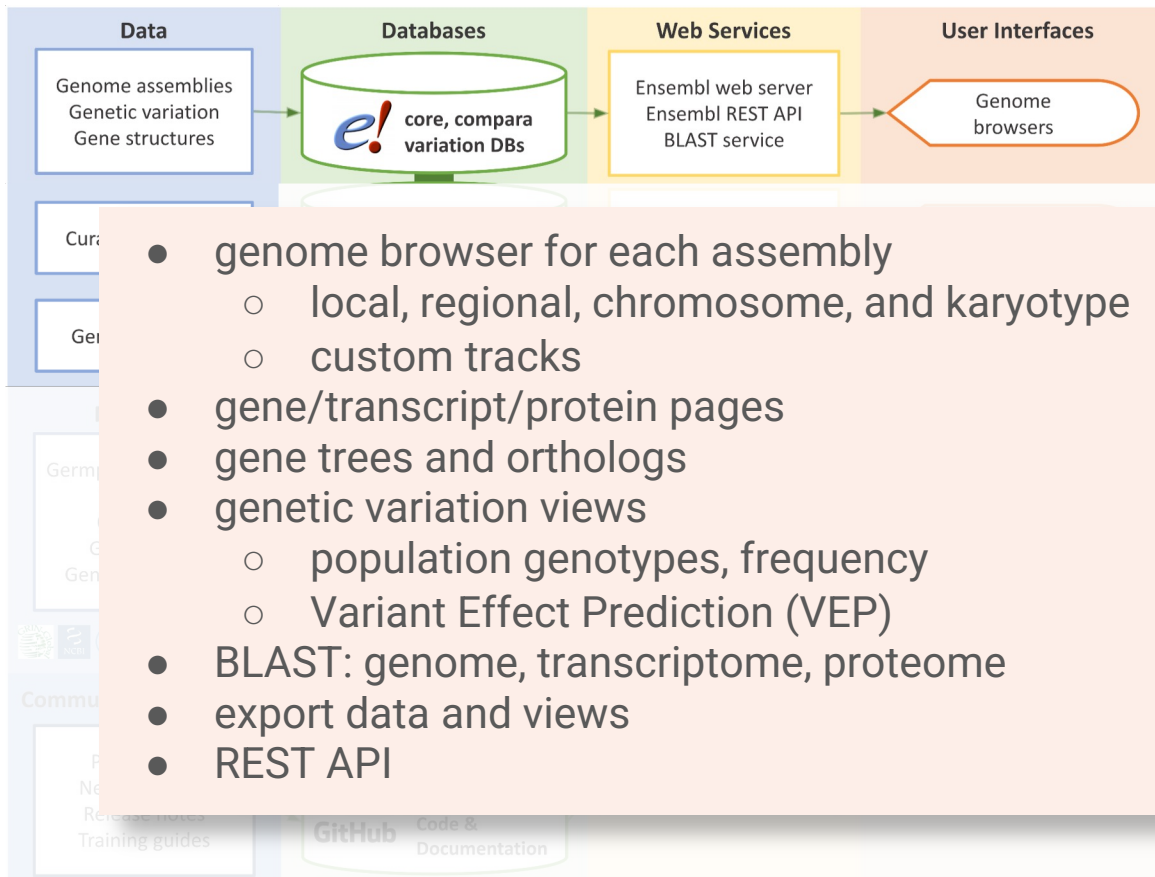 Data
Databases
Web Services
User Interfaces
Genome assemblies
Genetic variation
Gene structures
e!
core, compara
variation DBs
Ensembl web server
Ensembl REST API
BLAST service
Genome
browsers
● genome browser for each assembly
○ local, regional, chromosome, and karyotype
○ custom tracks
● gene/transcript/protein pages
● gene trees and orthologs
● genetic variation views
○ population genotypes, frequency
○ Variant Effect Prediction (VEP)
● BLAST: genome, transcriptome, proteome
● export data and views
● REST API
NCBI
Release notes
Training guides
GitHub
Code &
Documentation